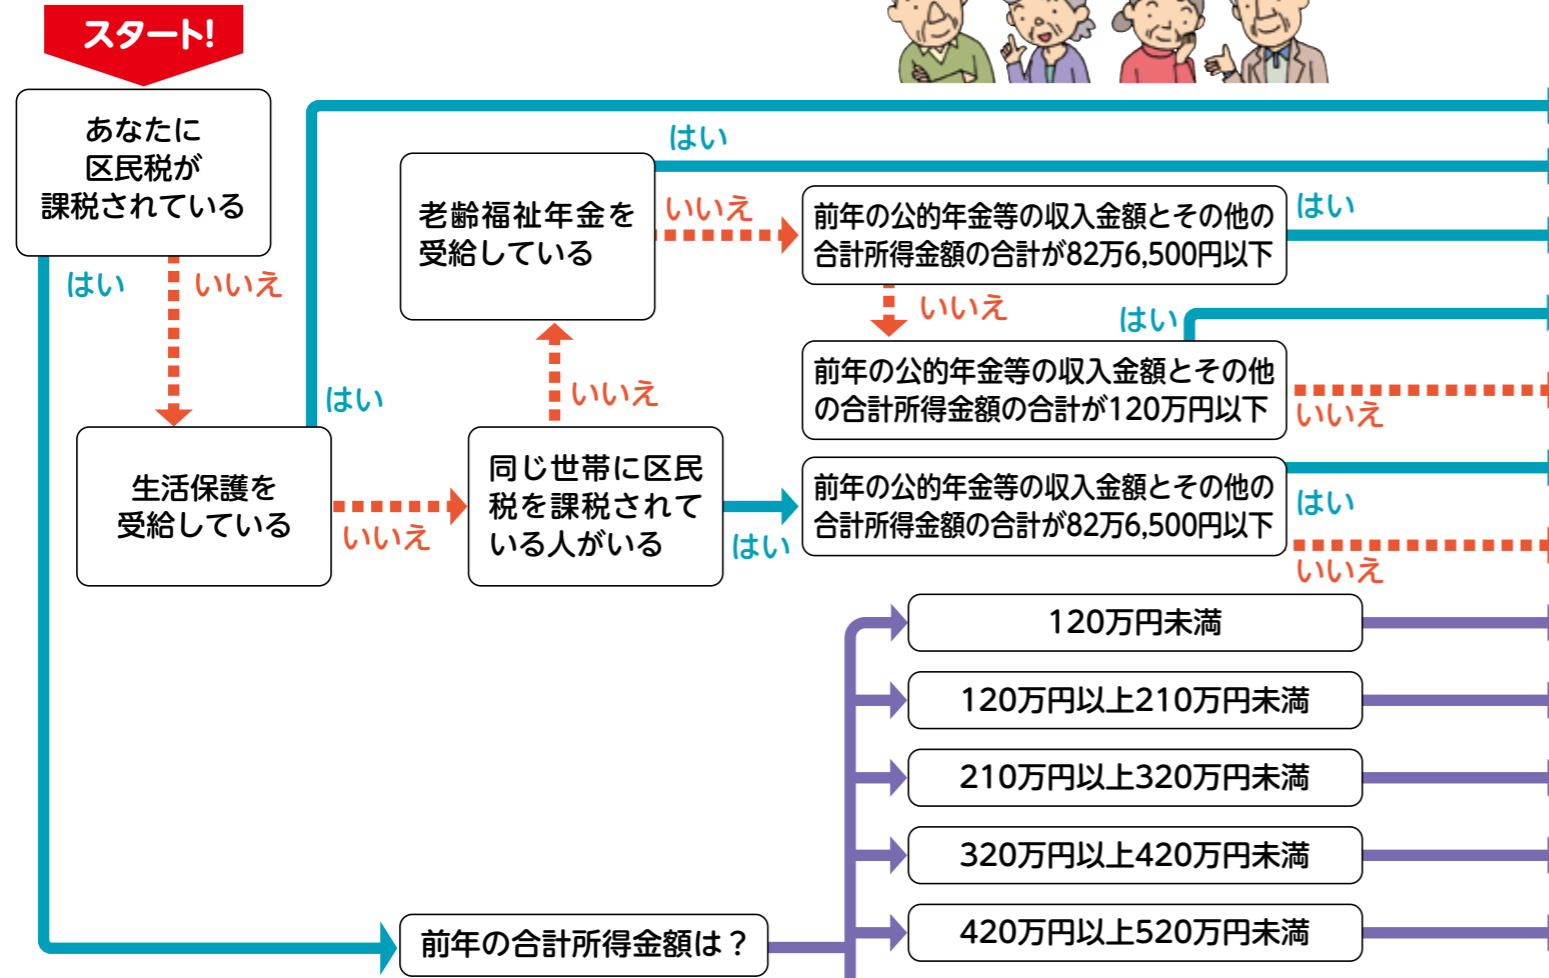 スタート!
あなたに
区民税が
課税されている
はい
いいえ
生活保護を
受給している
はい
いいえ
同じ世帯に区民
税を課税されて
いる人がいる
いいえ
はい
老齢福祉年金を
受給している
はい
いいえ
前年の公的年金等の収入金額とその他の
合計所得金額の合計が82万6,500円以下
はい
いいえ
前年の公的年金等の収入金額とその他
の合計所得金額の合計が120万円以下
はい
いいえ
前年の公的年金等の収入金額とその他の
合計所得金額の合計が82万6,500円以下
はい
いいえ
前年の合計所得金額は?
120万円未満
120万円以上210万円未満
210万円以上320万円未満
320万円以上420万円未満
420万円以上520万円未満